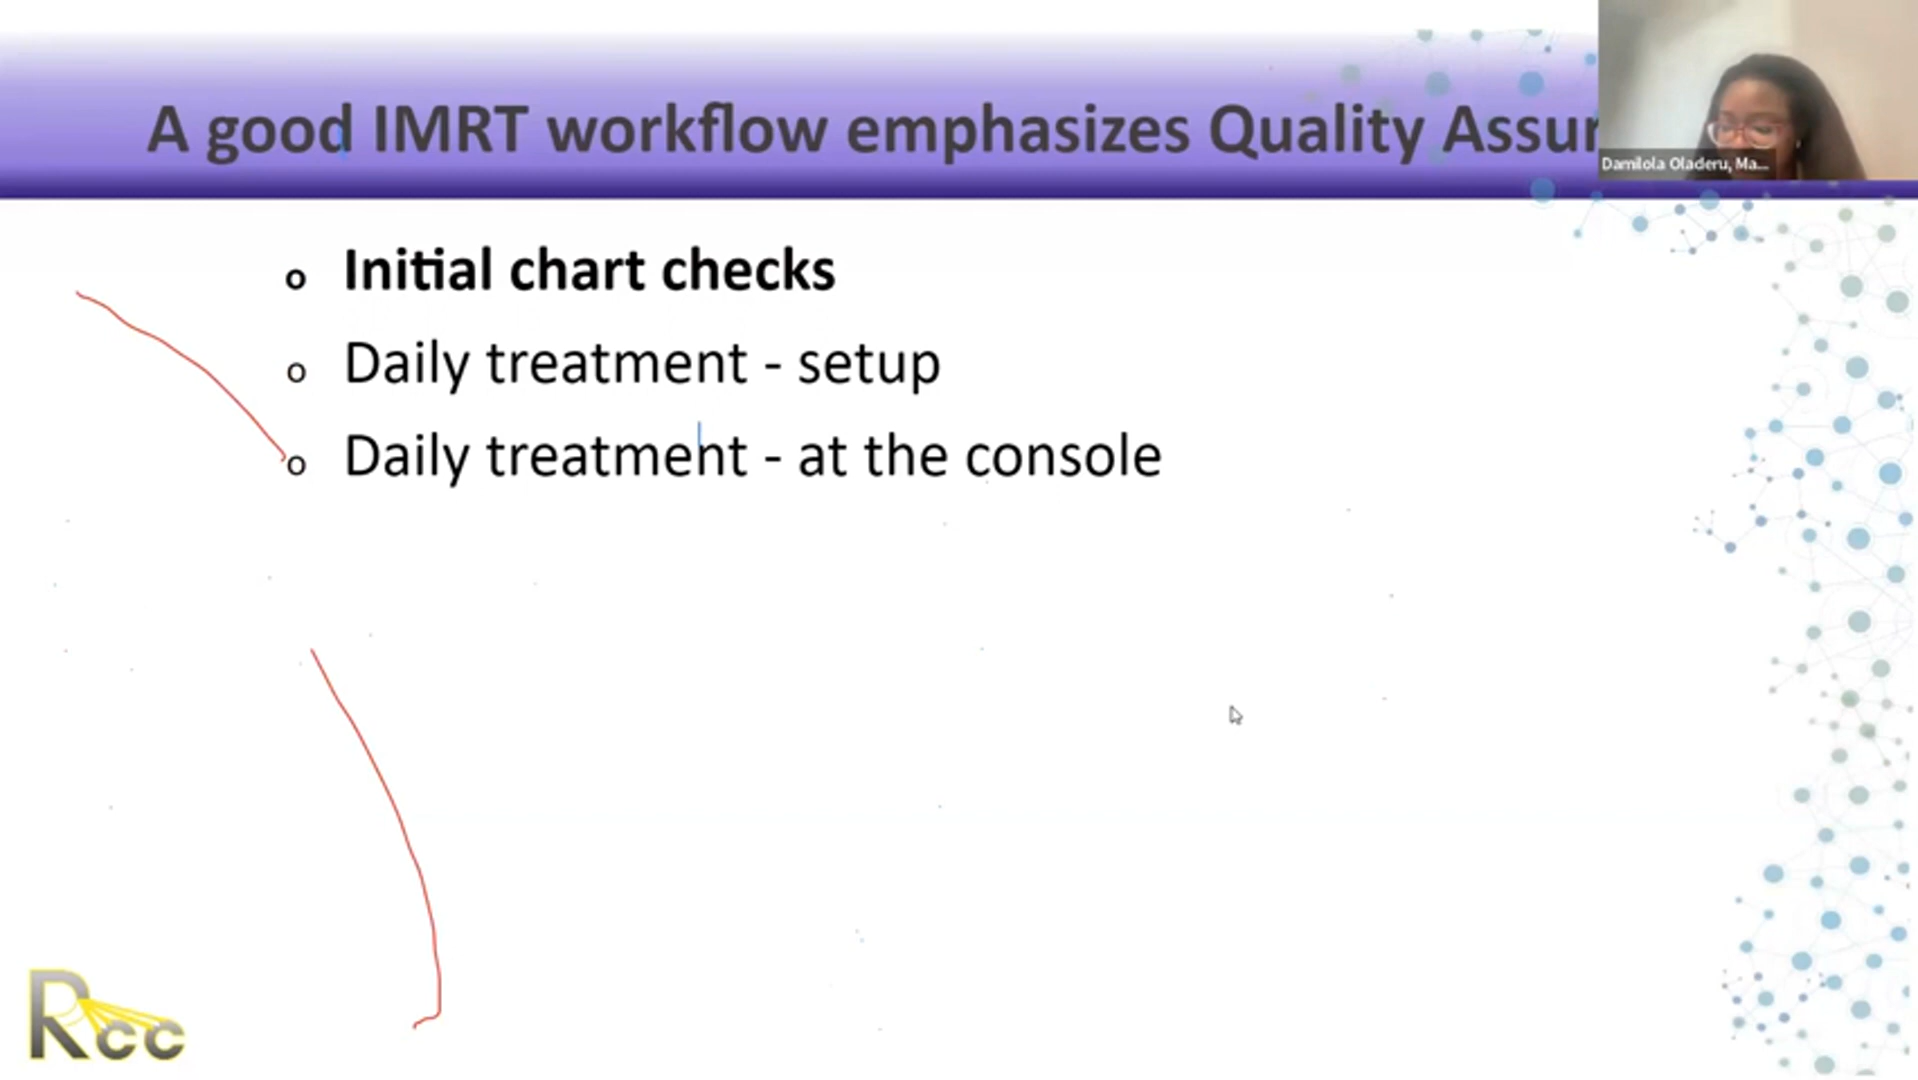 A good IMRT workflow emphasizes Quality Assur
Damilola Oladeru, Ma...
o Initial chart checks
o Daily treatment - setup
o Daily treatment - at the console
Rcc